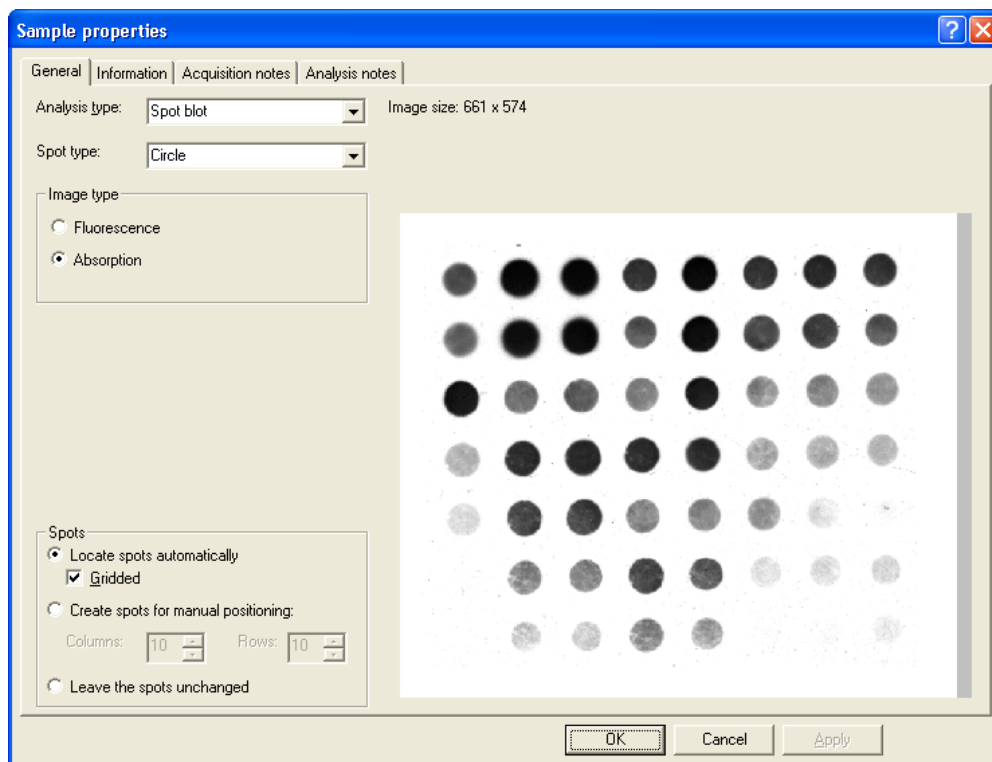 Sample properties
General Information Acquisition notes Analysis notes
Analysis type: Spot blot Image size: 661 x 574
Spot type: Circle
Image type
Fluorescence
Absorption
Spots
Locate spots automatically
Gridded
Create spots for manual positioning:
Columns: 10 Rows: 10
Leave the spots unchanged
OK Cancel Apply